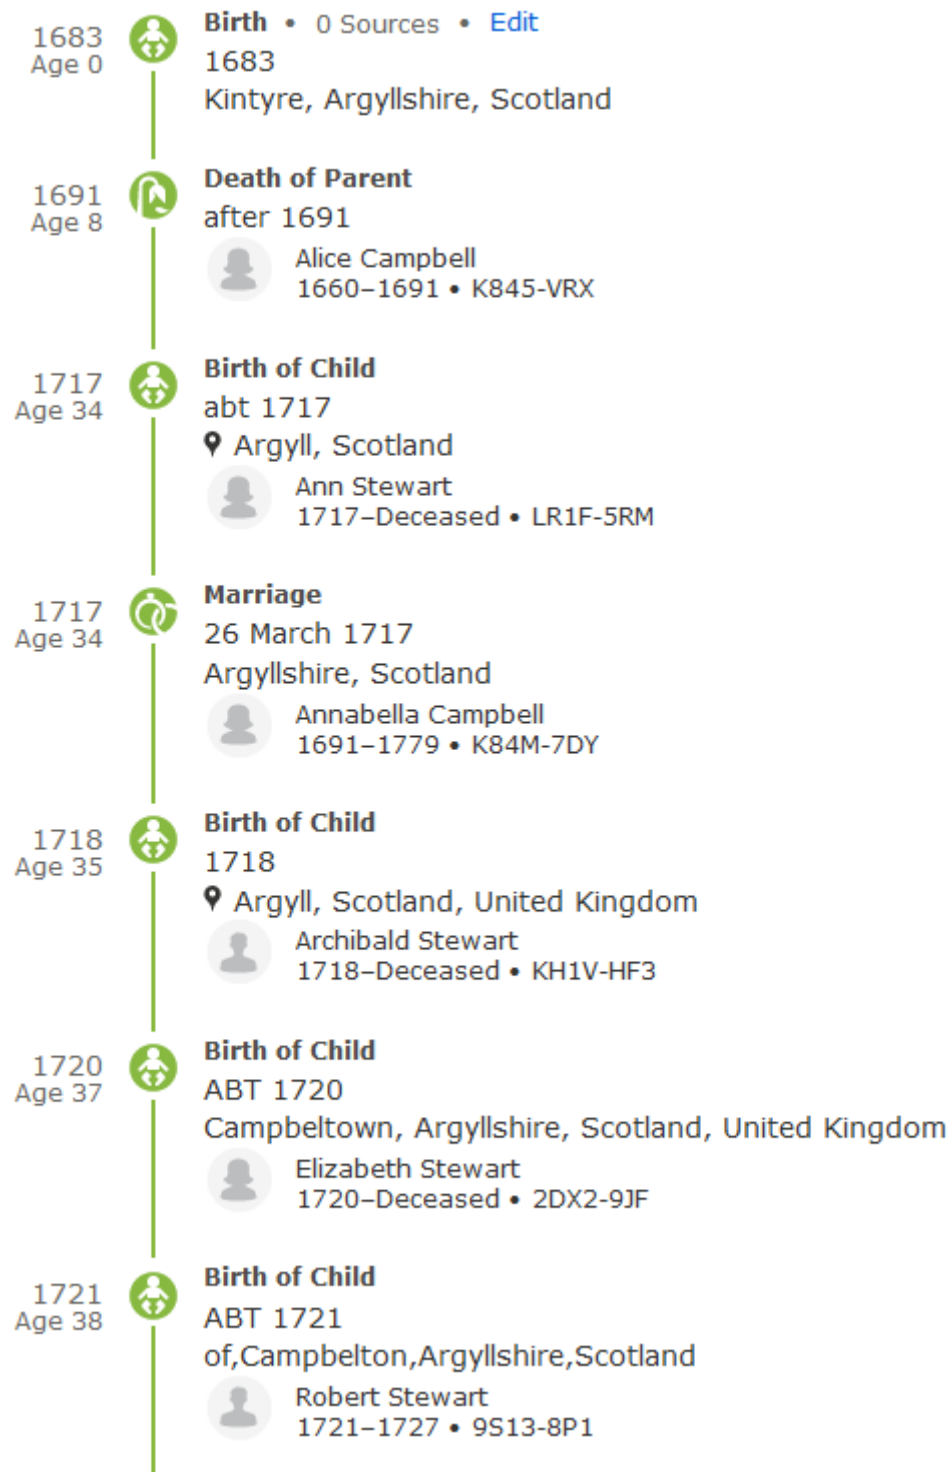 1683
Age 0
Birth • 0 Sources • Edit
1683
Kintyre, Argyllshire, Scotland
1691
Age 8
Death of Parent
after 1691
Alice Campbell
1660–1691 • K845-VRX
1717
Age 34
Birth of Child
abt 1717
Argyll, Scotland
Ann Stewart
1717–Deceased • LR1F-5RM
1717
Age 34
Marriage
26 March 1717
Argyllshire, Scotland
Annabella Campbell
1691–1779 • K84M-7DY
1718
Age 35
Birth of Child
1718
Argyll, Scotland, United Kingdom
Archibald Stewart
1718–Deceased • KH1V-HF3
1720
Age 37
Birth of Child
ABT 1720
Campbeltown, Argyllshire, Scotland, United Kingdom
Elizabeth Stewart
1720–Deceased • 2DX2-9JF
1721
Age 38
Birth of Child
ABT 1721
of,Campbelton,Argyllshire,Scotland
Robert Stewart
1721–1727 • 9S13-8P1